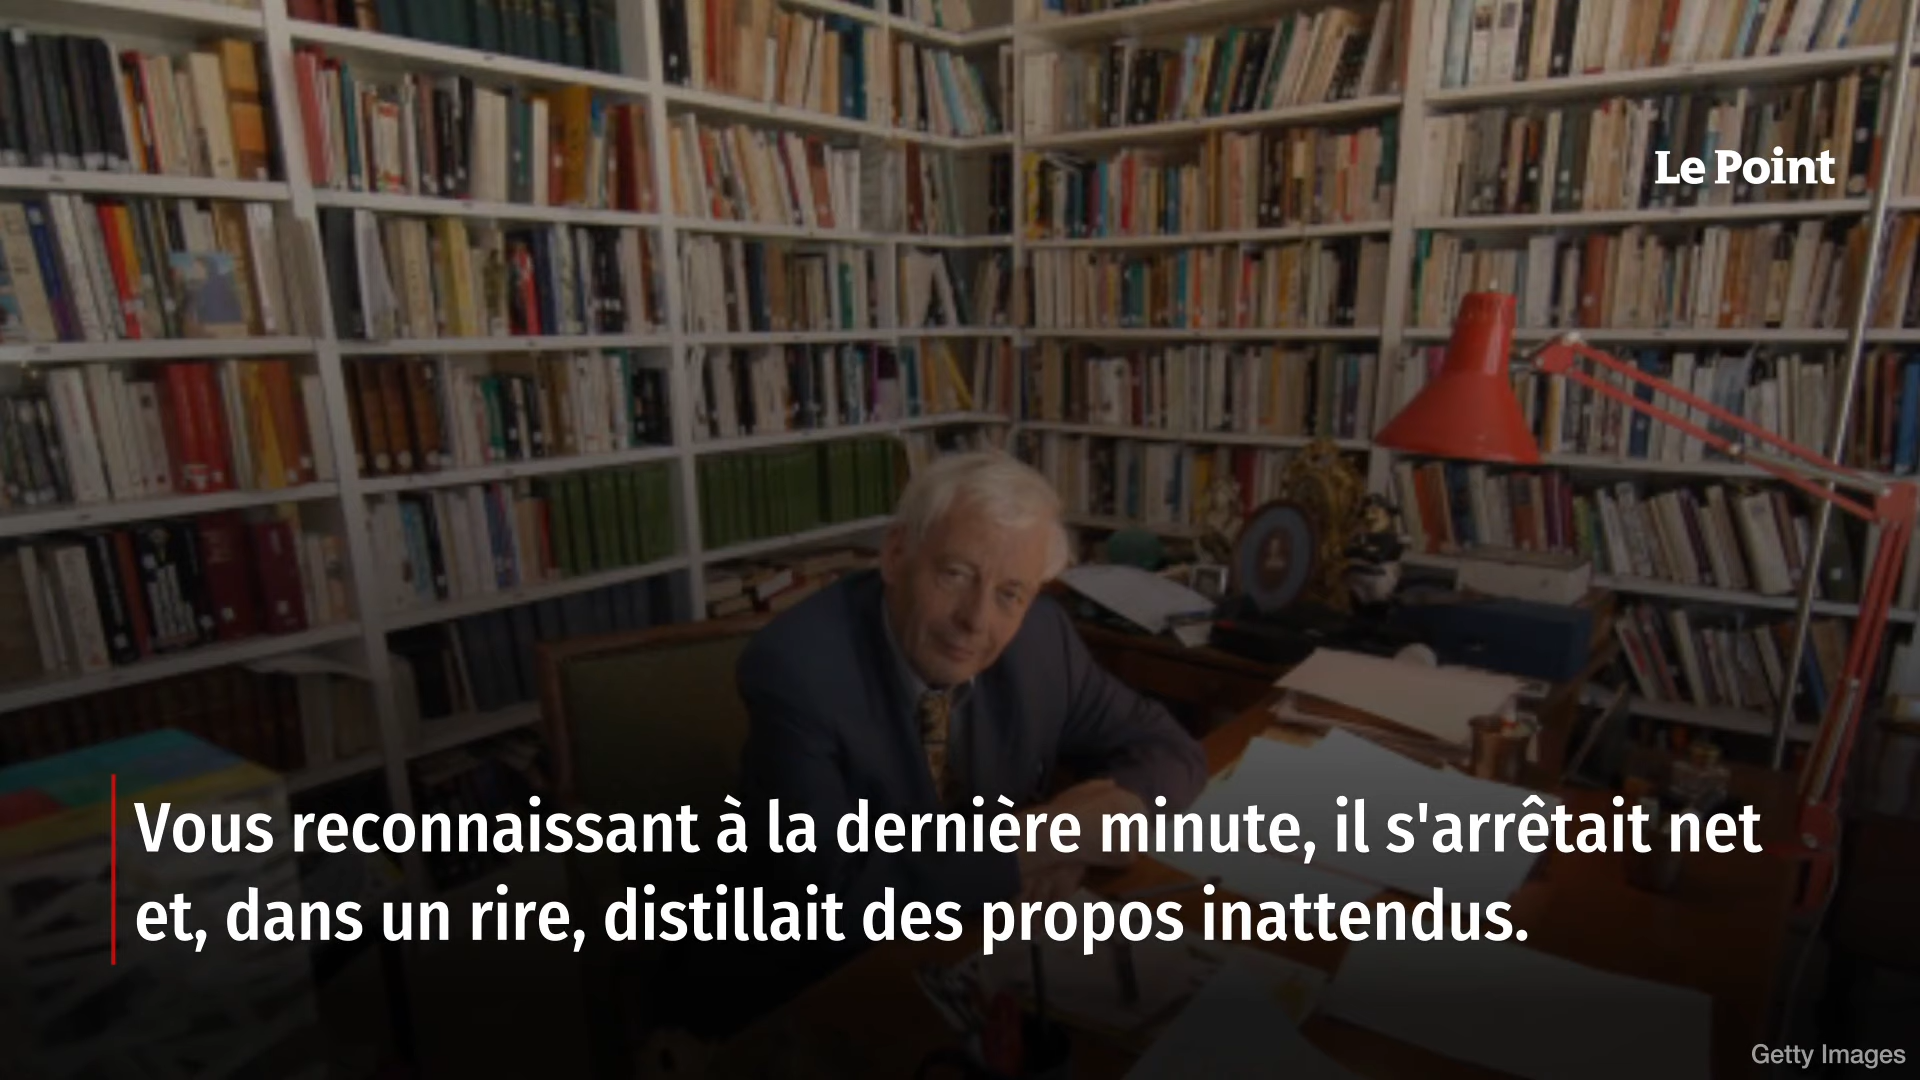 Le Point
Vous reconnaissant à la dernière minute, il s'arrêtait net
et, dans un rire, distillait des propos inattendus.
Getty Images